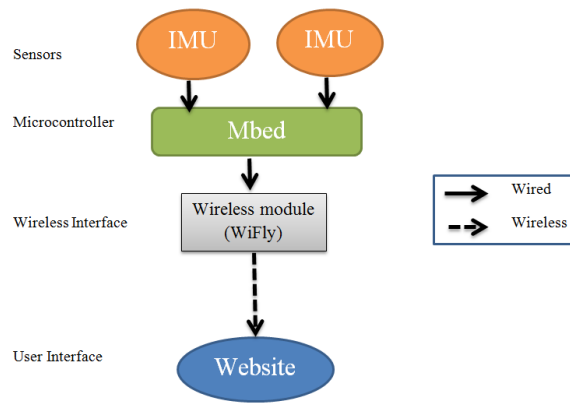 IMU
IMU
Sensors
Microcontroller
Mbed
Wireless Interface
Wireless module
(WiFly)
Wired
Wireless
User Interface
Website